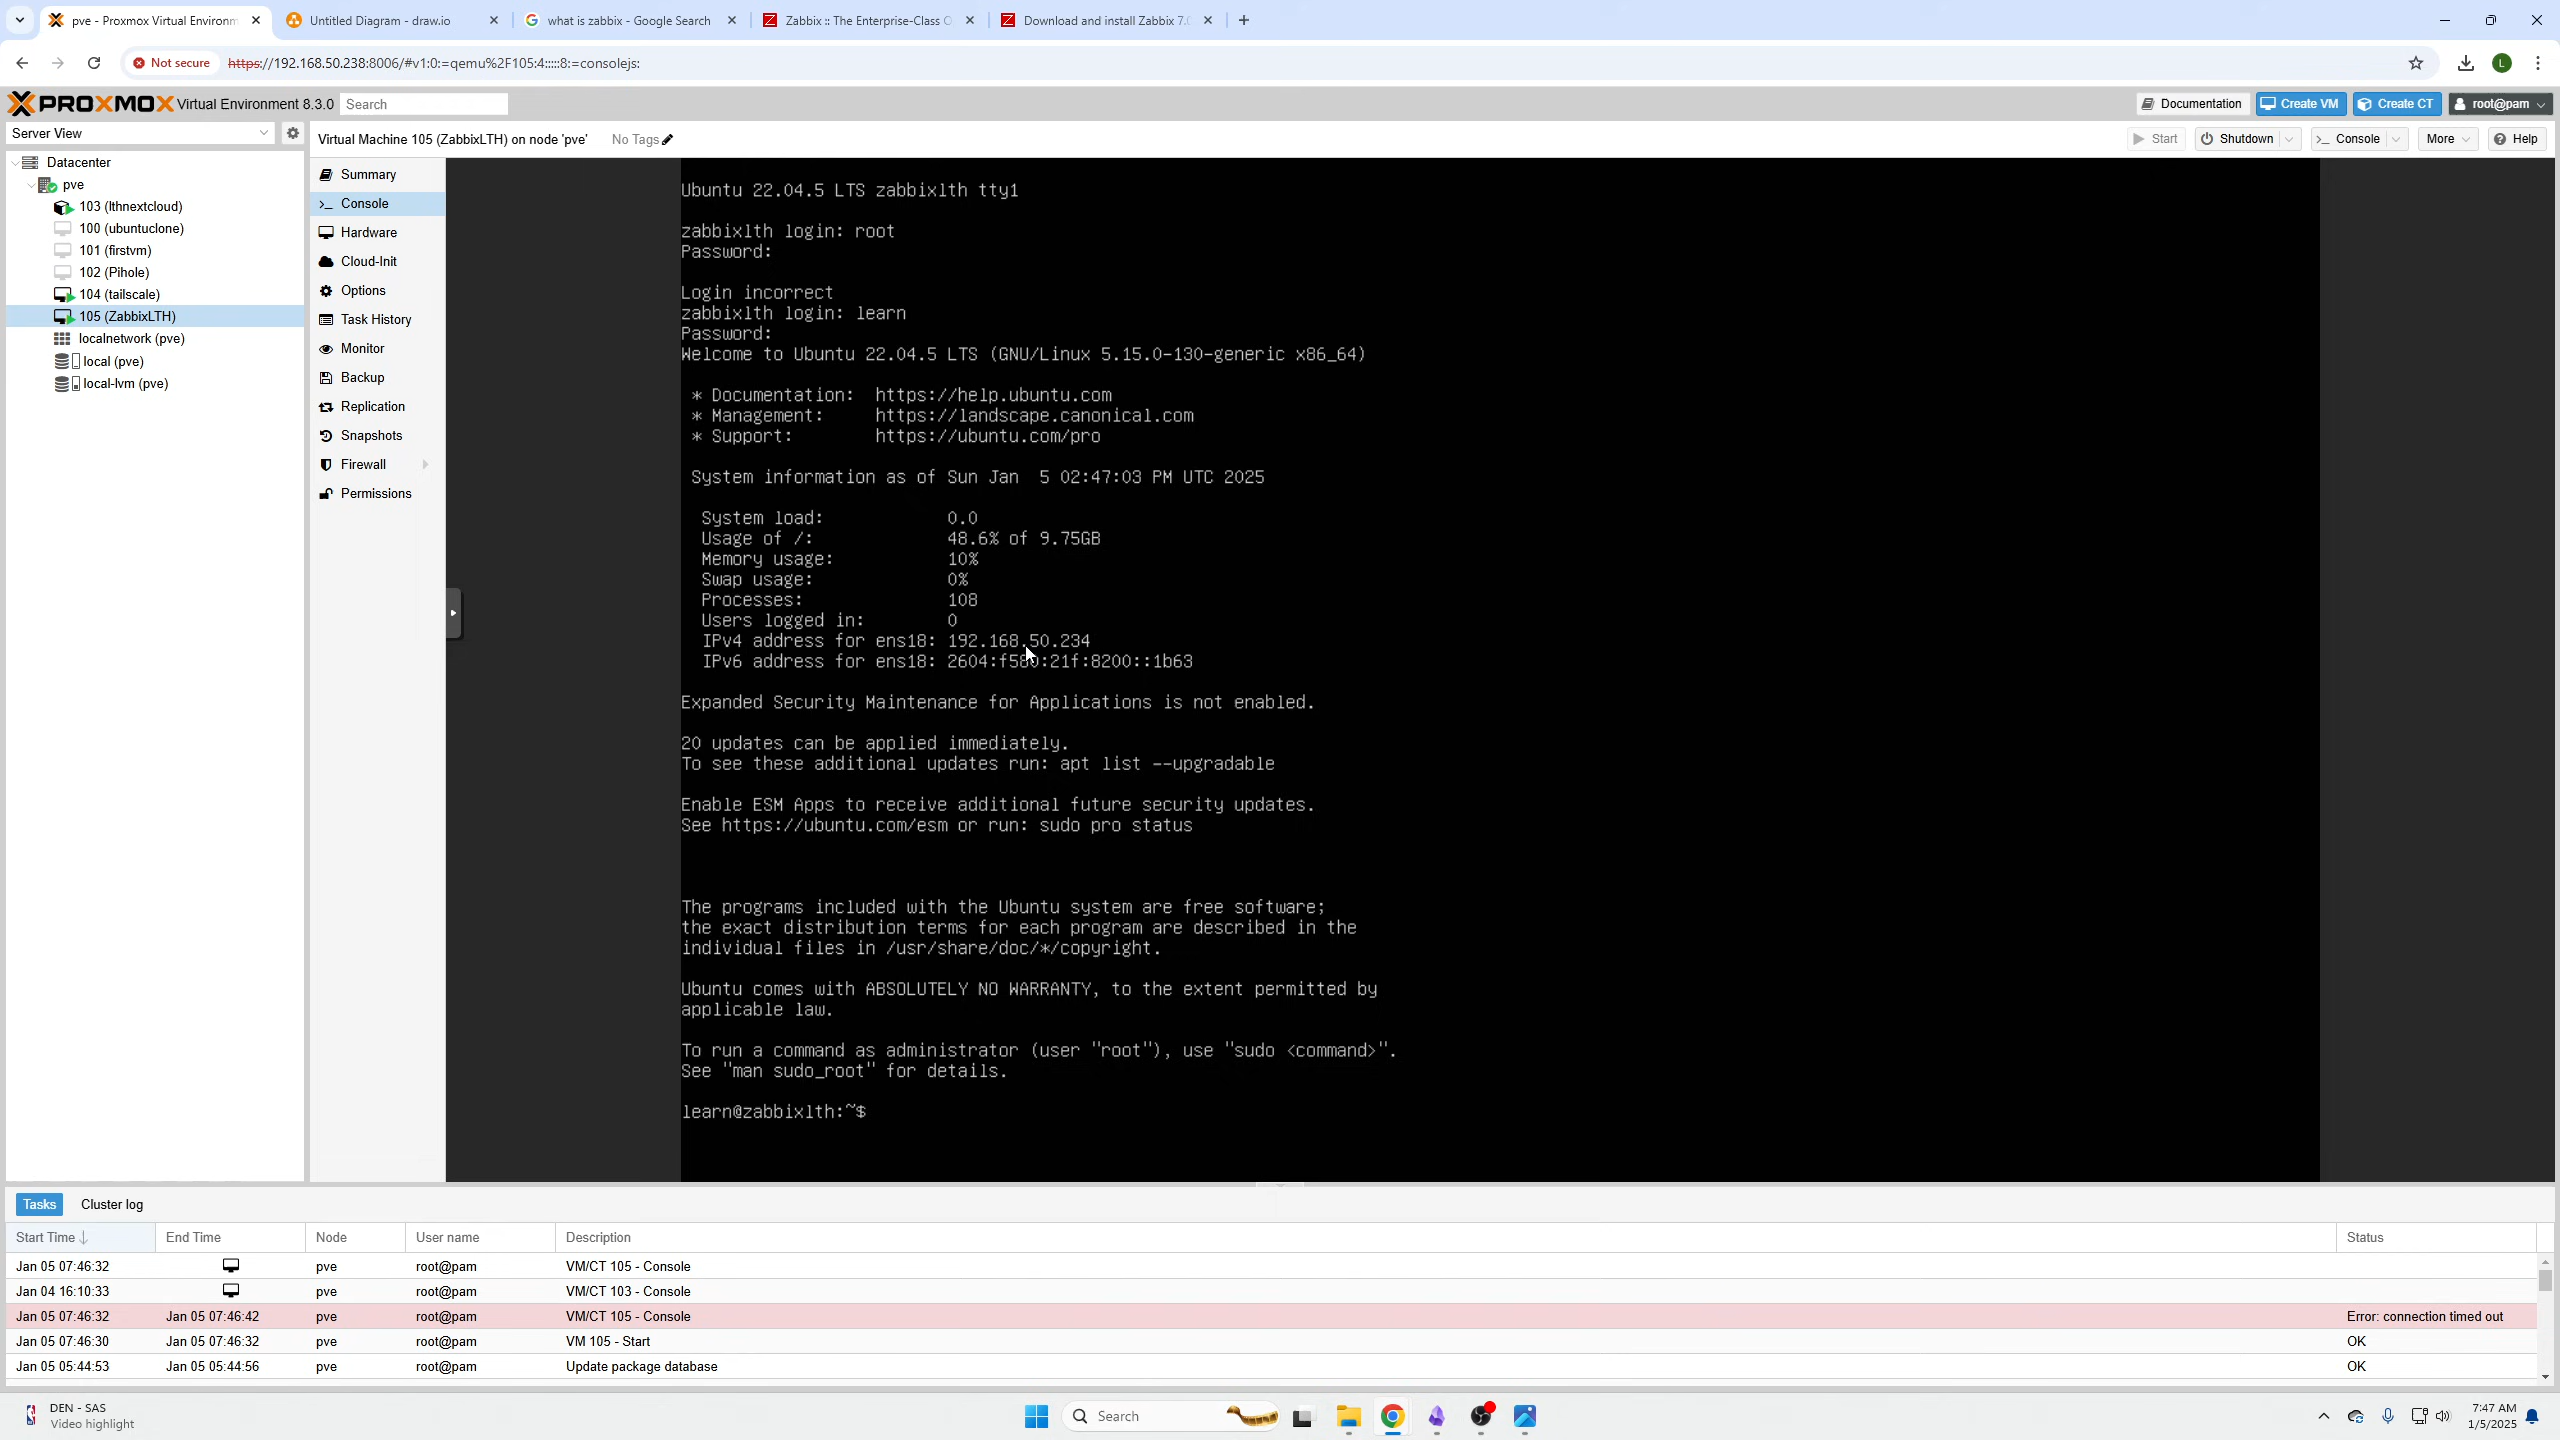 pve - Proxmox Virtual Environm
Untitled Diagram - draw.io
what is zabbix - Google Search
Zabbix :: The Enterprise-Class O
Download and install Zabbix 7.0
Not secure
https://192.168.50.238:8006/#v1:0:=qemu%2F105:4:::::8:=consolejs:
L
PROXMOX Virtual Environment 8.3.0
Search
Documentation
Create VM
Create CT
root@pam
Server View
Virtual Machine 105 (ZabbixLTH) on node 'pve'
No Tags
Start
Shutdown
Console
More
Help
Datacenter
pve
103 (lthnextcloud)
100 (ubuntuclone)
101 (firstvm)
102 (Pihole)
104 (tailscale)
105 (ZabbixLTH)
localnetwork (pve)
local (pve)
local-lvm (pve)
Summary
Console
Hardware
Cloud-Init
Options
Task History
Monitor
Backup
Replication
Snapshots
Firewall
Permissions
Ubuntu 22.04.5 LTS zabbixlth tty1
zabbixlth login: root
Password:
Login incorrect
zabbixlth login: learn
Password:
Welcome to Ubuntu 22.04.5 LTS (GNU/Linux 5.15.0-130-generic x86_64)
* Documentation: https://help.ubuntu.com
* Management: https://landscape.canonical.com
* Support: https://ubuntu.com/pro
System information as of Sun Jan 5 02:47:03 PM UTC 2025
System load: 0.0
Usage of /: 48.6% of 9.75GB
Memory usage: 10%
Swap usage: 0%
Processes: 108
Users logged in: 0
IPv4 address for ens18: 192.168.50.234
IPv6 address for ens18: 2604:f580:21f:8200::1b63
Expanded Security Maintenance for Applications is not enabled.
20 updates can be applied immediately.
To see these additional updates run: apt list --upgradable
Enable ESM Apps to receive additional future security updates.
See https://ubuntu.com/esm or run: sudo pro status
The programs included with the Ubuntu system are free software;
the exact distribution terms for each program are described in the
individual files in /usr/share/doc/*/copyright.
Ubuntu comes with ABSOLUTELY NO WARRANTY, to the extent permitted by
applicable law.
To run a command as administrator (user "root"), use "sudo <command>".
See "man sudo_root" for details.
learn@zabbixlth:~$
Tasks
Cluster log
Start Time
End Time
Node
User name
Description
Status
Jan 05 07:46:32 pve root@pam VM/CT 105 - Console
Jan 04 16:10:33 pve root@pam VM/CT 103 - Console
Jan 05 07:46:32 Jan 05 07:46:42 pve root@pam VM/CT 105 - Console Error: connection timed out
Jan 05 07:46:30 Jan 05 07:46:32 pve root@pam VM 105 - Start OK
Jan 05 05:44:53 Jan 05 05:44:56 pve root@pam Update package database OK
DEN - SAS
Video highlight
Search
7:47 AM
1/5/2025